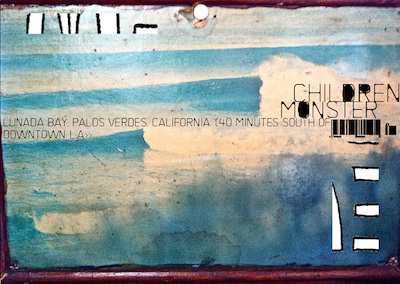 CHILDREN
MONSTER
LUNADA BAY, PALOS VERDES, CALIFORNIA (40 MINUTES SOUTH OF
DOWNTOWN L.A>>